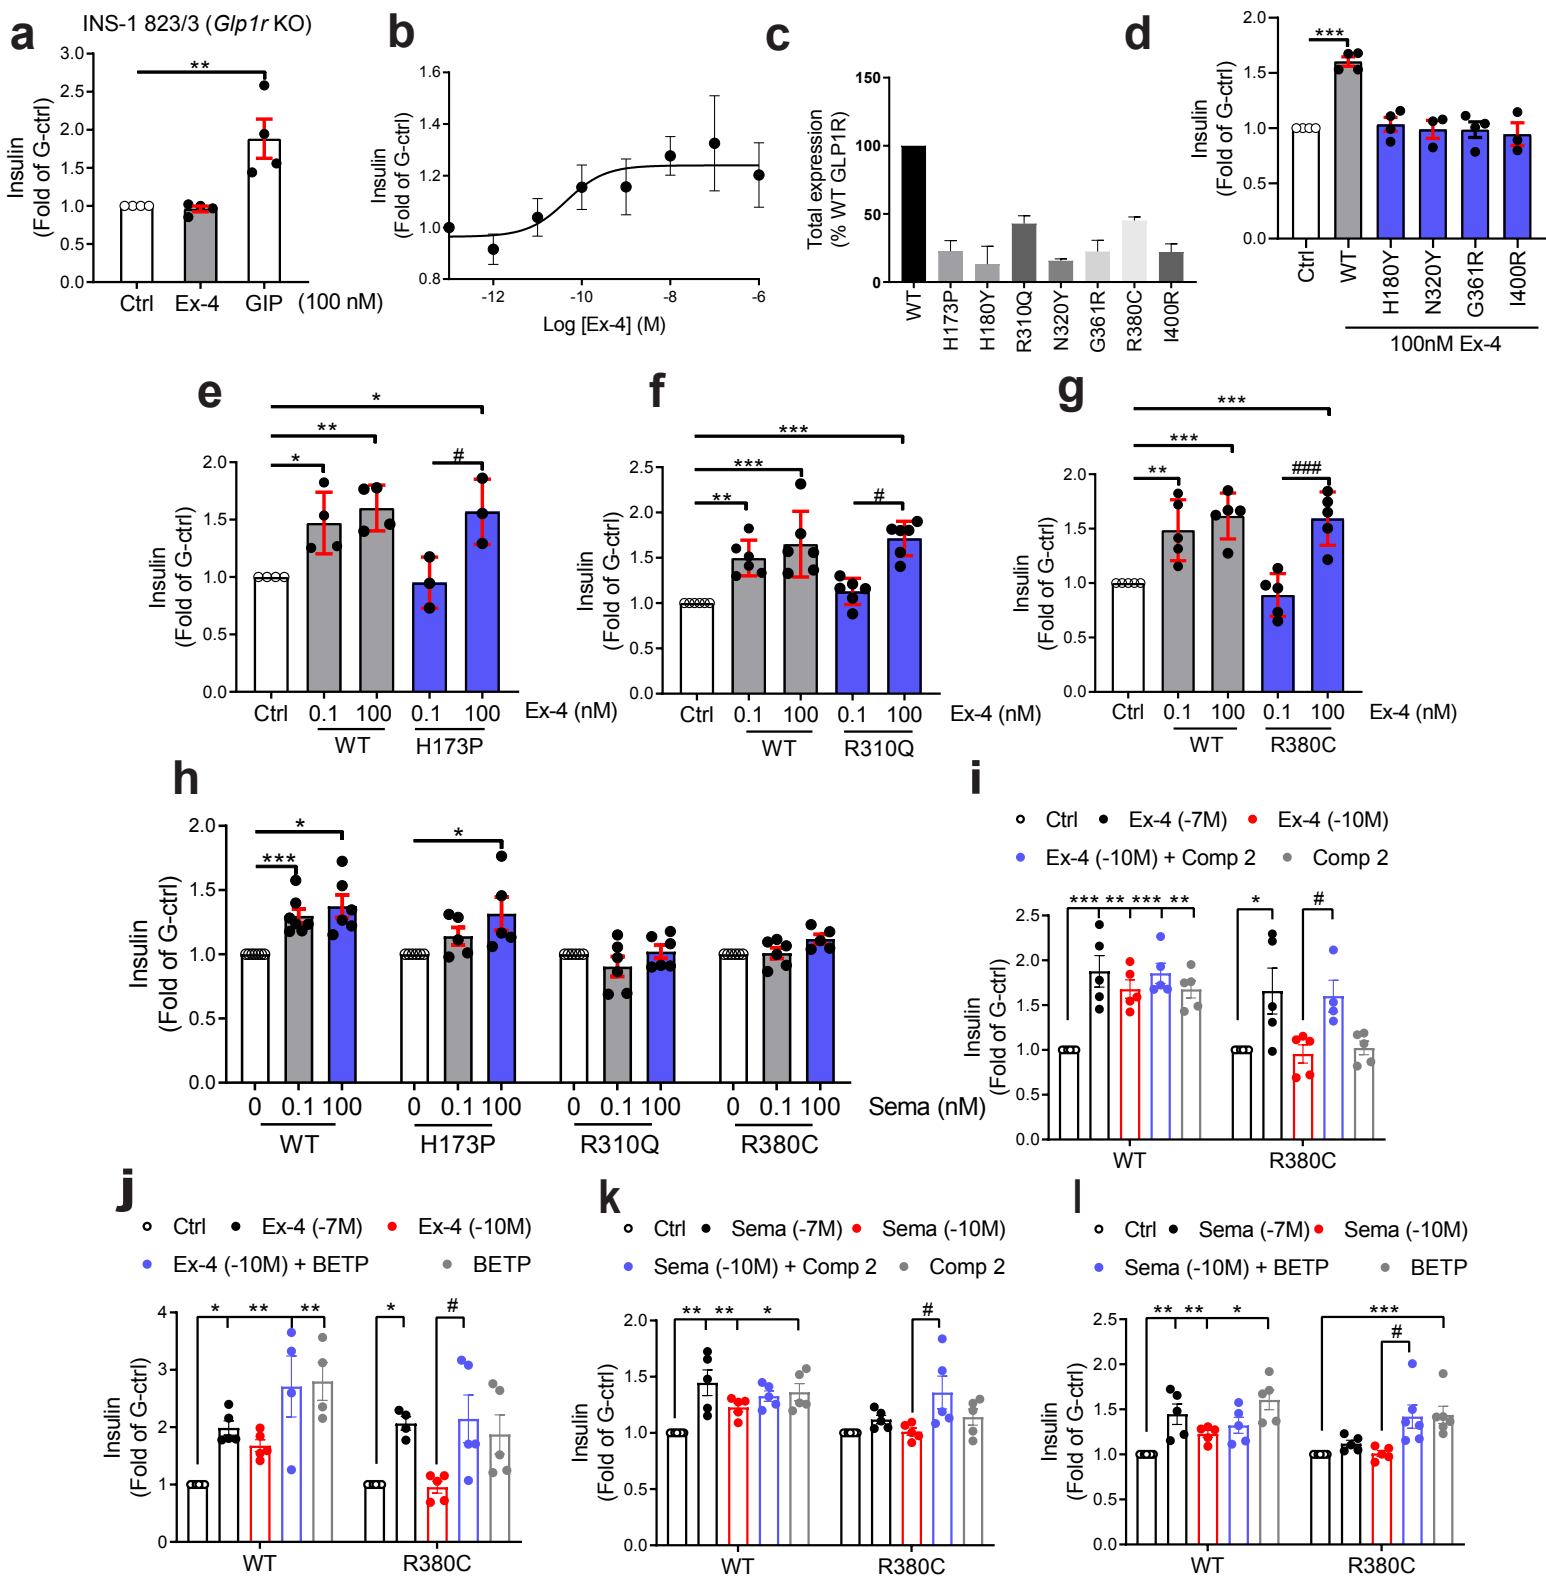 a
INS-1 823/3 (Glp1r KO)
Insulin
(Fold of G-ctrl)
3.0
2.5
2.0
1.5
1.0
0.5
0.0
**
Ctrl Ex-4 GIP (100 nM)
b
Insulin
(Fold of G-ctrl)
1.6
1.4
1.2
1.0
0.8
-12 -10 -8 -6
Log [Ex-4] (M)
c
Total expression
(% WT GLP1R)
150
100
50
0
WT H173P H180Y R310Q N320Y G361R R380C I400R
d
Insulin
(Fold of G-ctrl)
2.0
1.5
1.0
0.5
0.0
***
Ctrl WT H180Y N320Y G361R I400R
100nM Ex-4
e
Insulin
(Fold of G-ctrl)
2.0
1.5
1.0
0.5
0.0
*
**
* #
Ctrl 0.1 100 0.1 100 Ex-4 (nM)
WT H173P
f
Insulin
(Fold of G-ctrl)
2.5
2.0
1.5
1.0
0.5
0.0
***
***
** #
Ctrl 0.1 100 0.1 100 Ex-4 (nM)
WT R310Q
g
Insulin
(Fold of G-ctrl)
2.0
1.5
1.0
0.5
0.0
***
***
** ###
Ctrl 0.1 100 0.1 100 Ex-4 (nM)
WT R380C
h
Insulin
(Fold of G-ctrl)
2.0
1.5
1.0
0.5
0.0
* *
***
0 0.1 100 0 0.1 100 0 0.1 100 0 0.1 100 Sema (nM)
WT H173P R310Q R380C
i
Ctrl Ex-4 (-7M) Ex-4 (-10M)
Ex-4 (-10M) + Comp 2 Comp 2
Insulin
(Fold of G-ctrl)
2.5
2.0
1.5
1.0
0.5
0.0
*** ** *** ** * #
WT R380C
j
Ctrl Ex-4 (-7M) Ex-4 (-10M)
Ex-4 (-10M) + BETP BETP
Insulin
(Fold of G-ctrl)
4
3
2
1
0
* ** ** * #
WT R380C
k
Ctrl Sema (-7M) Sema (-10M)
Sema (-10M) + Comp 2 Comp 2
Insulin
(Fold of G-ctrl)
2.0
1.5
1.0
0.5
0.0
** ** * #
WT R380C
l
Ctrl Sema (-7M) Sema (-10M)
Sema (-10M) + BETP BETP
Insulin
(Fold of G-ctrl)
2.5
2.0
1.5
1.0
0.5
0.0
** ** * ***
#
WT R380C